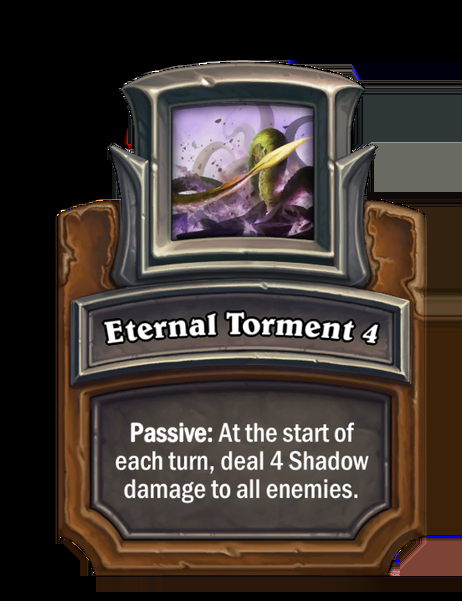 Eternal Torment 4
Passive: At the start of
each turn, deal 4 Shadow
damage to all enemies.